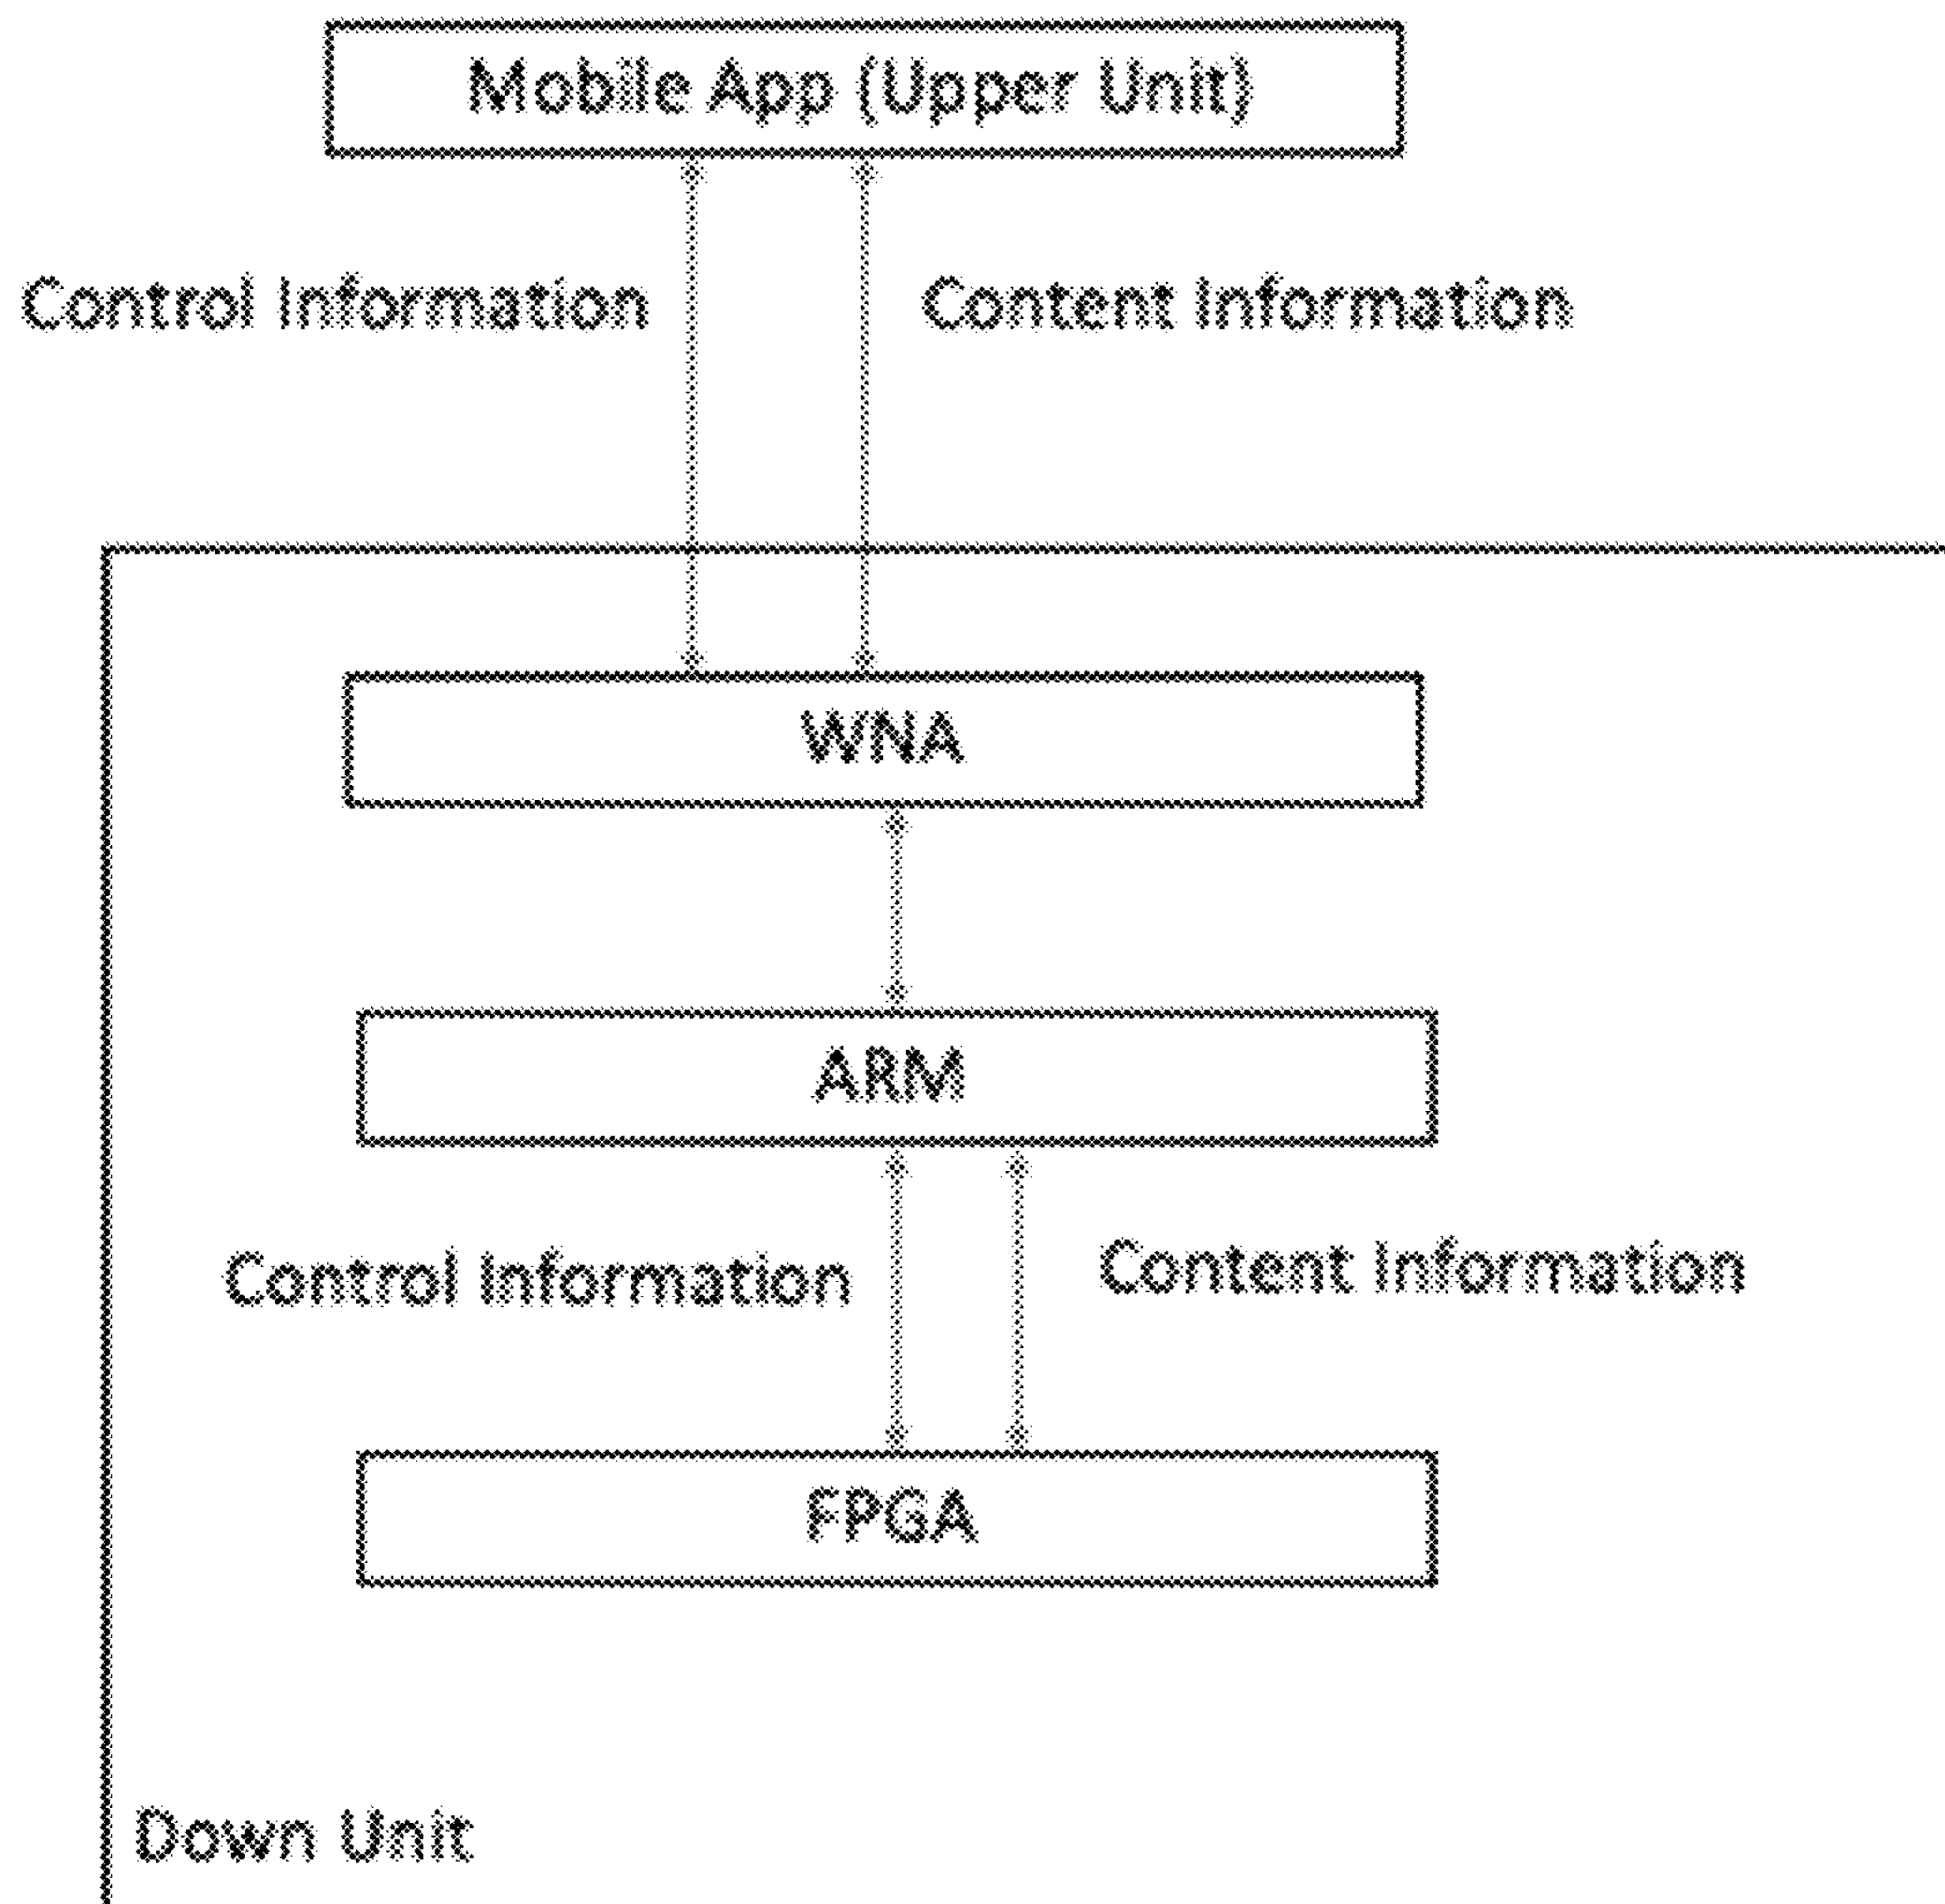 Mobile App (Upper Unit)
Control Information
Content Information
WNA
ARM
Control Information
Content Information
FPGA
Down Unit